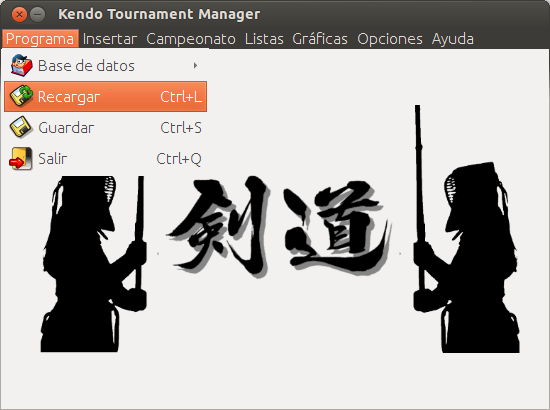 Kendo Tournament Manager
Programa Insertar Campeonato Listas Gráficas Opciones Ayuda
Base de datos
Recargar Ctrl+L
Guardar Ctrl+S
Salir Ctrl+Q
剣道